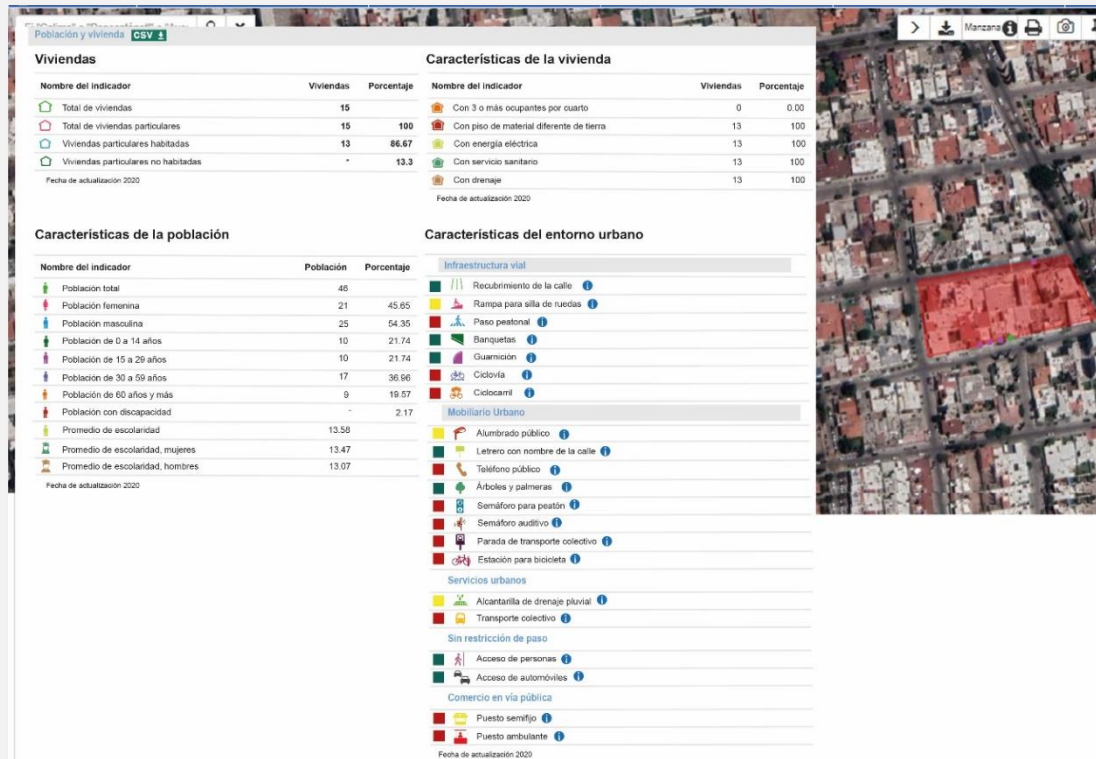 Población y vivienda CSV
Manzana
Viviendas
Nombre del indicador Viviendas Porcentaje
Total de viviendas 15
Total de viviendas particulares 15 100
Viviendas particulares habitadas 13 86.67
Viviendas particulares no habitadas - 13.3
Fecha de actualización 2020
Características de la vivienda
Nombre del indicador Viviendas Porcentaje
Con 3 o más ocupantes por cuarto 0 0.00
Con piso de material diferente de tierra 13 100
Con energía eléctrica 13 100
Con servicio sanitario 13 100
Con drenaje 13 100
Fecha de actualización 2020
Características de la población
Nombre del indicador Población Porcentaje
Población total 46
Población femenina 21 45.65
Población masculina 25 54.35
Población de 0 a 14 años 10 21.74
Población de 15 a 29 años 10 21.74
Población de 30 a 59 años 17 36.96
Población de 60 años y más 9 19.57
Población con discapacidad - 2.17
Promedio de escolaridad 13.58
Promedio de escolaridad, mujeres 13.47
Promedio de escolaridad, hombres 13.07
Fecha de actualización 2020
Características del entorno urbano
Infraestructura vial
Recubrimiento de la calle
Rampa para silla de ruedas
Paso peatonal
Banquetas
Guarnición
Ciclovía
Ciclocarril
Mobiliario Urbano
Alumbrado público
Letrero con nombre de la calle
Teléfono público
Árboles y palmeras
Semáforo para peatón
Semáforo auditivo
Parada de transporte colectivo
Estación para bicicleta
Servicios urbanos
Alcantarilla de drenaje pluvial
Transporte colectivo
Sin restricción de paso
Acceso de personas
Acceso de automóviles
Comercio en vía pública
Puesto semifijo
Puesto ambulante
Fecha de actualización 2020